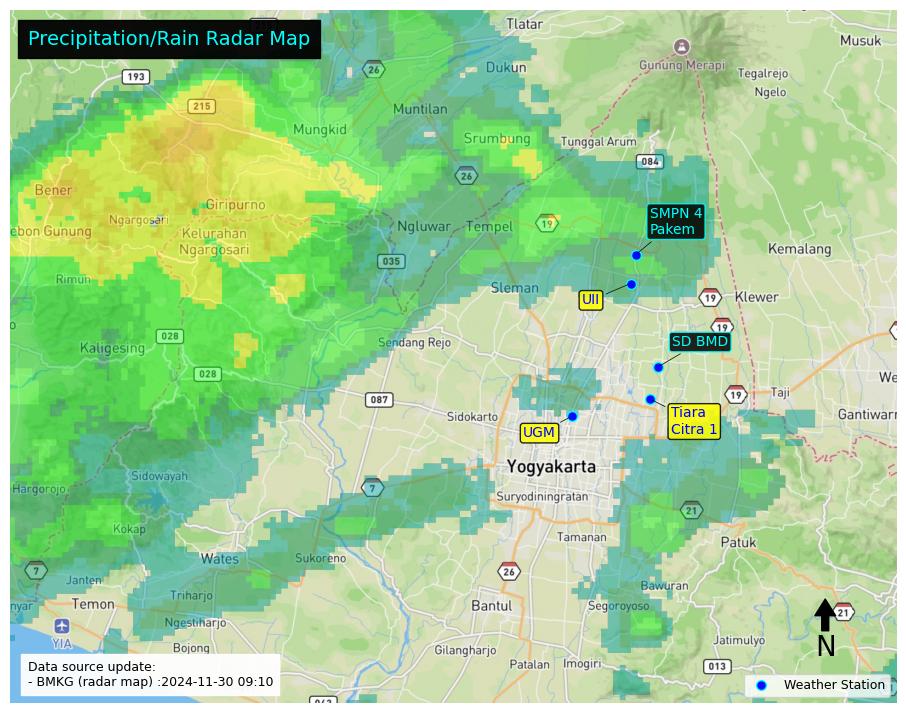 Precipitation/Rain Radar Map
Tlatar
Musuk
26
Dukun
Gunung Merapi
Tegalrejo
193
Ngelo
215
Muntilan
Mungkid
Srumbung
Tunggal Arum
084
26
Bener
Giripurno
Ngargosari
SMPN 4
Pakem
ebon Gunung
Kelurahan
Ngargosari
Ngluwar
Tempel
19
Kemalang
035
Rimun
Sleman
UII
19
Klewer
19
028
Kaligesing
Sendang Rejo
SD BMD
028
We
087
19
Taji
Sidokarto
Tiara
Citra 1
Gantiwarn
UGM
Yogyakarta
Sidowayah
Hargorojo
7
Suryodiningratan
21
Kokap
Tamanan
Patuk
Wates
Sukoreno
7
26
Janten
Triharjo
Bawuran
nyar
Temon
Bantul
Segoroyoso
21
YIA
Ngestiharjo
N
Jatimulyo
Bojong
Gilangharjo
Patalan
Imogiri
013
Data source update:
- BMKG (radar map) :2024-11-30 09:10
Weather Station